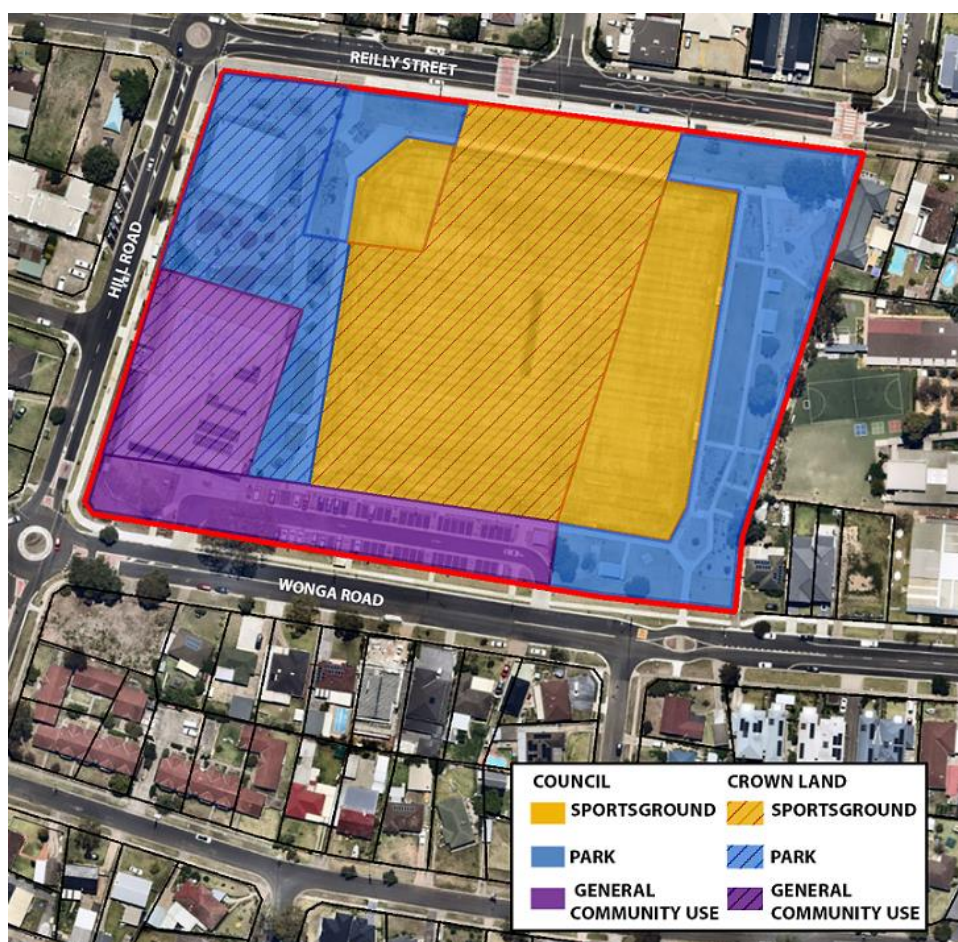 REILLY STREET
HILL ROAD
WONGA ROAD
COUNCIL
SPORTSGROUND
PARK
GENERAL
COMMUNITY USE
CROWN LAND
SPORTSGROUND
PARK
GENERAL
COMMUNITY USE